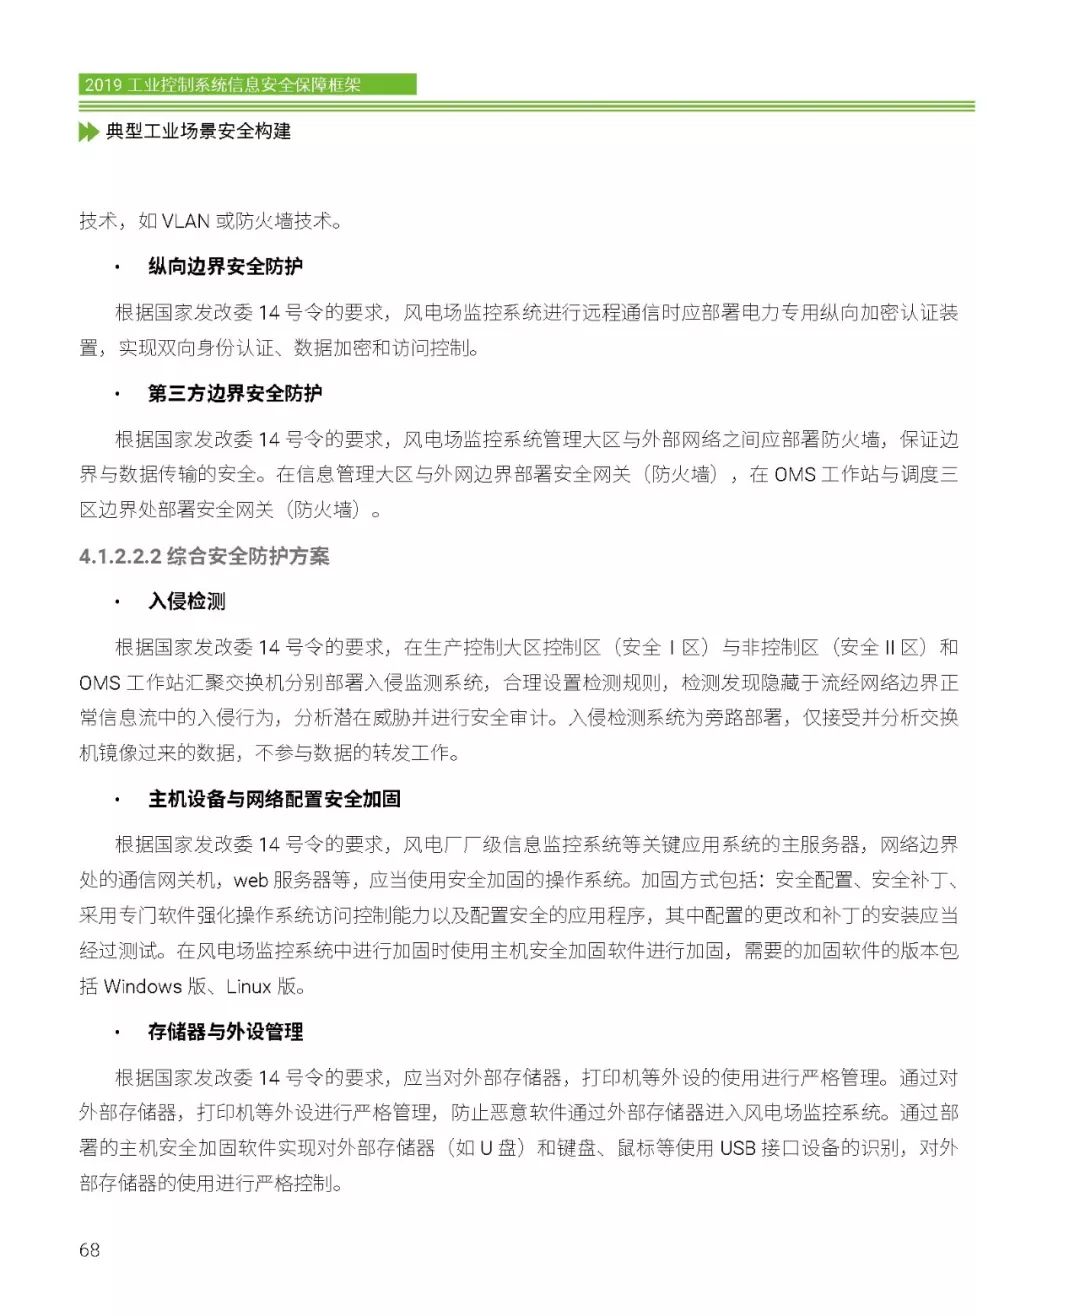 2019 工业控制系统信息安全保障框架
典型工业场景安全构建
技术，如 VLAN 或防火墙技术。
· 纵向边界安全防护
根据国家发改委 14 号令的要求，风电场监控系统进行远程通信时应部署电力专用纵向加密认证装
置，实现双向身份认证、数据加密和访问控制。
· 第三方边界安全防护
根据国家发改委 14 号令的要求，风电场监控系统管理大区与外部网络之间应部署防火墙，保证边
界与数据传输的安全。在信息管理大区与外网边界部署安全网关（防火墙），在 OMS 工作站与调度三
区边界处部署安全网关（防火墙）。
4.1.2.2.2 综合安全防护方案
· 入侵检测
根据国家发改委 14 号令的要求，在生产控制大区控制区（安全 I 区）与非控制区（安全 II 区）和
OMS 工作站汇聚交换机分别部署入侵监测系统，合理设置检测规则，检测发现隐藏于流经网络边界正
常信息流中的入侵行为，分析潜在威胁并进行安全审计。入侵检测系统为旁路部署，仅接受并分析交换
机镜像过来的数据，不参与数据的转发工作。
· 主机设备与网络配置安全加固
根据国家发改委 14 号令的要求，风电厂厂级信息监控系统等关键应用系统的主服务器，网络边界
处的通信网关机，web 服务器等，应当使用安全加固的操作系统。加固方式包括：安全配置、安全补丁、
采用专门软件强化操作系统访问控制能力以及配置安全的应用程序，其中配置的更改和补丁的安装应当
经过测试。在风电场监控系统中进行加固时使用主机安全加固软件进行加固，需要的加固软件的版本包
括 Windows 版、Linux 版。
· 存储器与外设管理
根据国家发改委 14 号令的要求，应当对外部存储器，打印机等外设的使用进行严格管理。通过对
外部存储器，打印机等外设进行严格管理，防止恶意软件通过外部存储器进入风电场监控系统。通过部
署的主机安全加固软件实现对外部存储器（如 U 盘）和键盘、鼠标等使用 USB 接口设备的识别，对外
部存储器的使用进行严格控制。
68